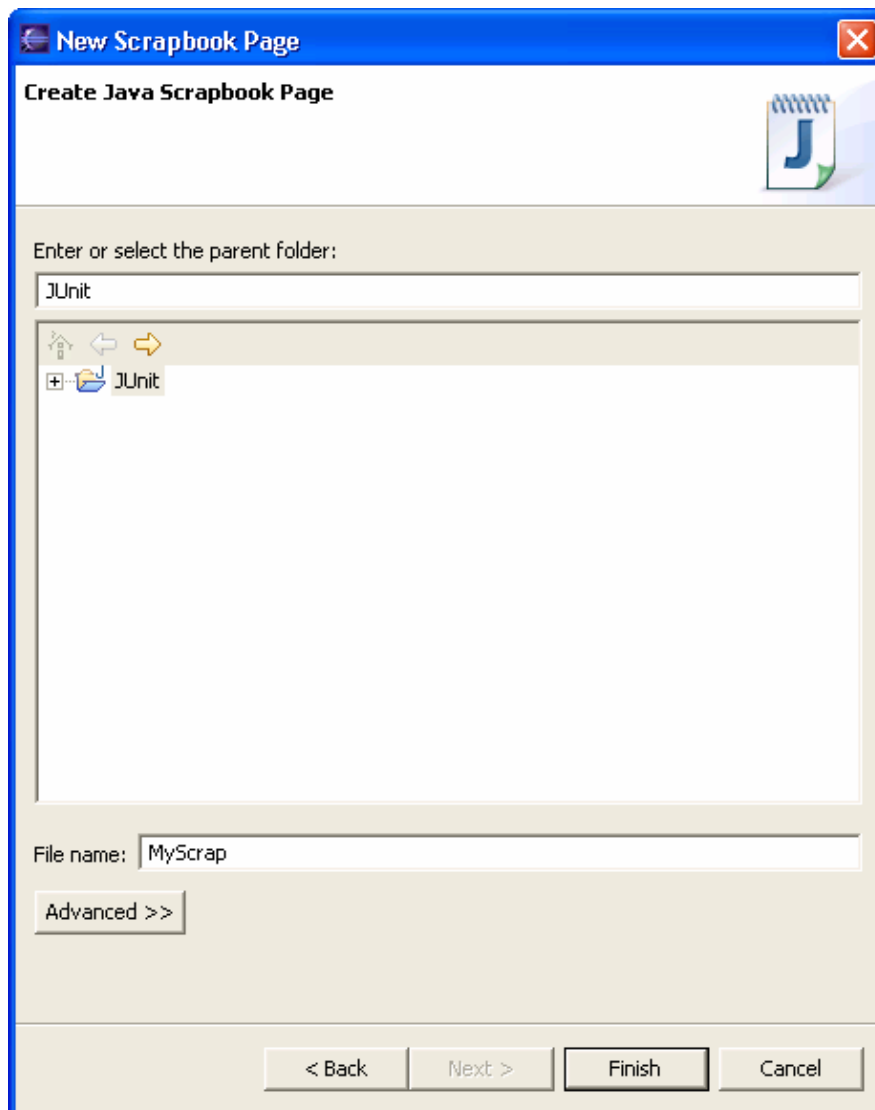 New Scrapbook Page
Create Java Scrapbook Page
J
Enter or select the parent folder:
JUnit
JUnit
File name: MyScrap
Advanced >>
< Back Next > Finish Cancel